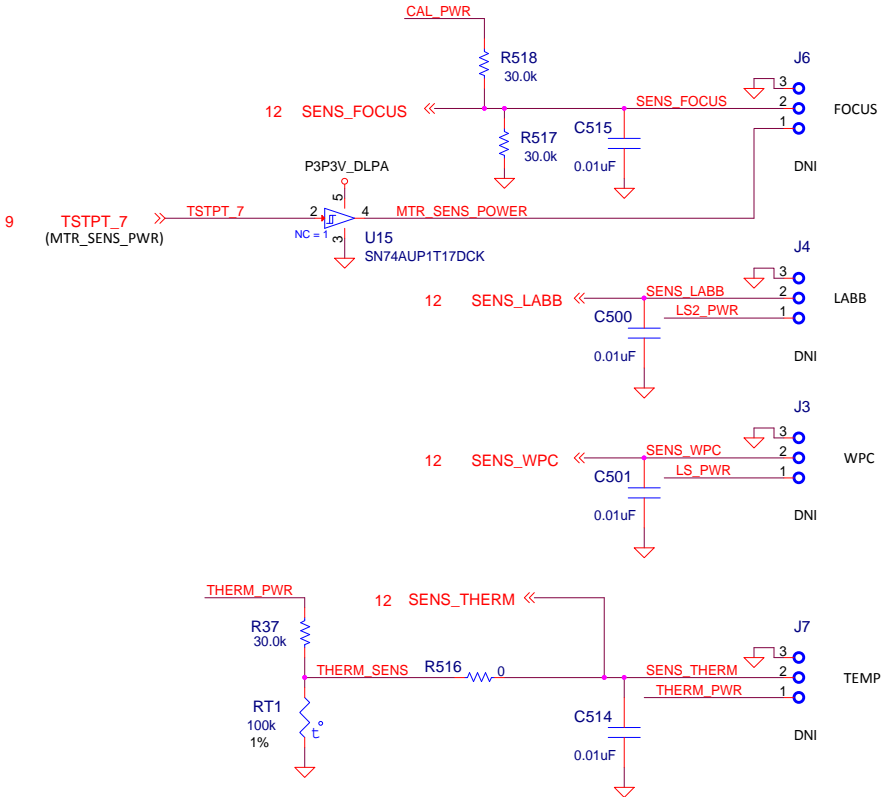 CAL_PWR
R518
30.0k
J6
3
12 SENS_FOCUS
SENS_FOCUS
2
FOCUS
R517
30.0k
C515
0.01uF
1
DNI
P3P3V_DLPA
5
9 TSTPT_7
(MTR_SENS_PWR)
TSTPT_7
2
4
MTR_SENS_POWER
NC = 1
3
U15
SN74AUP1T17DCK
J4
3
12 SENS_LABB
SENS_LABB
2
LABB
C500
0.01uF
LS2_PWR
1
DNI
J3
3
12 SENS_WPC
SENS_WPC
2
WPC
C501
0.01uF
LS_PWR
1
DNI
THERM_PWR
12 SENS_THERM
R37
30.0k
J7
3
THERM_SENS
R516
0
SENS_THERM
2
TEMP
THERM_PWR
1
RT1
100k
1%
t°
C514
0.01uF
DNI